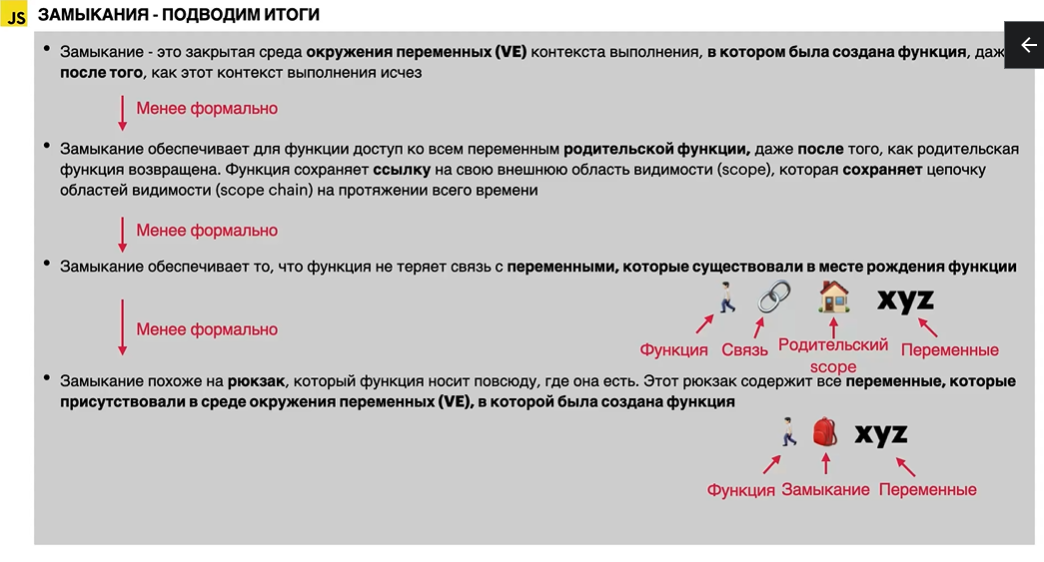 JS ЗАМЫКАНИЯ - ПОДВОДИМ ИТОГИ
• Замыкание - это закрытая среда окружения переменных (VE) контекста выполнения, в котором была создана функция, даж
после того, как этот контекст выполнения исчез
Менее формально
• Замыкание обеспечивает для функции доступ ко всем переменным родительской функции, даже после того, как родительская
функция возвращена. Функция сохраняет ссылку на свою внешнюю область видимости (scope), которая сохраняет цепочку
областей видимости (scope chain) на протяжении всего времени
Менее формально
• Замыкание обеспечивает то, что функция не теряет связь с переменными, которые существовали в месте рождения функции
xyz
Менее формально
Функция Связь Родительский scope Переменные
• Замыкание похоже на рюкзак, который функция носит повсюду, где она есть. Этот рюкзак содержит все переменные, которые
присутствовали в среде окружения переменных (VE), в которой была создана функция
xyz
Функция Замыкание Переменные